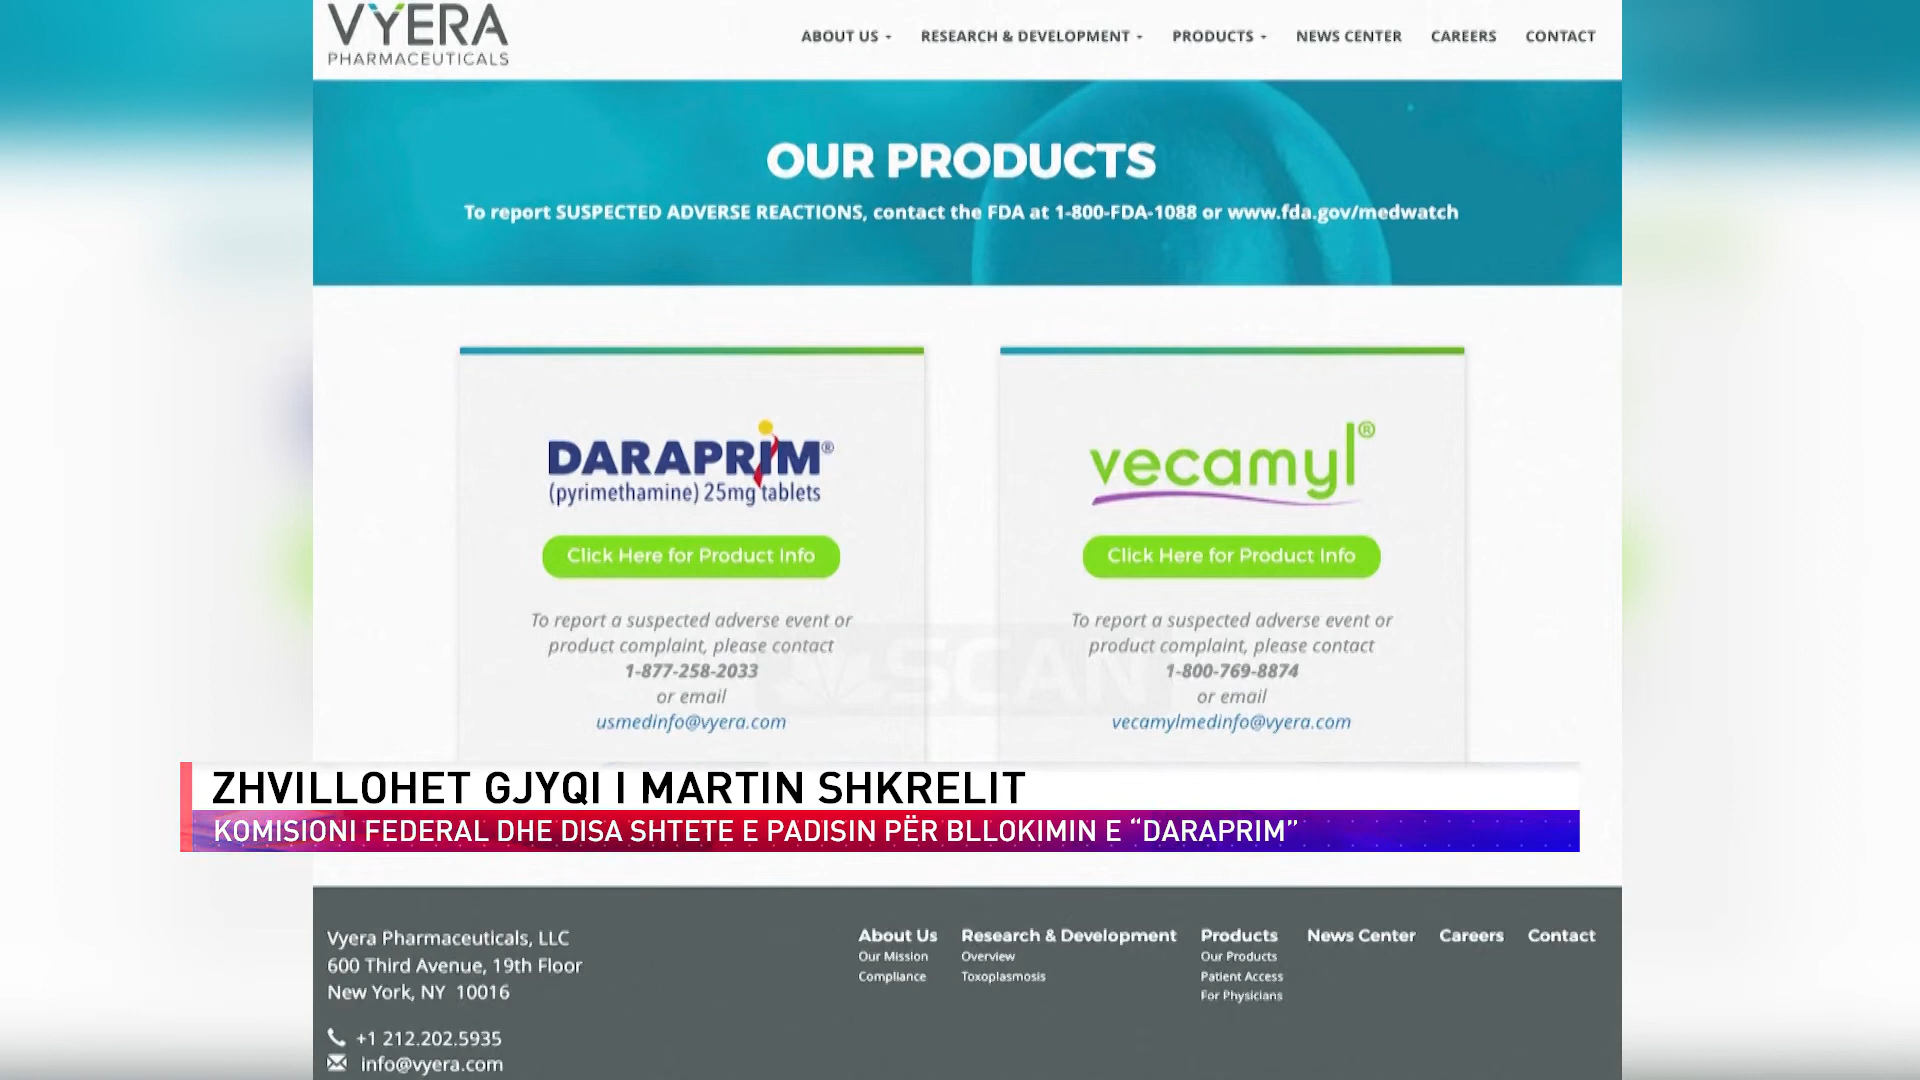 VYERA
PHARMACEUTICALS
ABOUT US
RESEARCH & DEVELOPMENT
PRODUCTS
NEWS CENTER
CAREERS
CONTACT
OUR PRODUCTS
To report SUSPECTED ADVERSE REACTIONS, contact the FDA at 1-800-FDA-1088 or www.fda.gov/medwatch
DARAPRIM®
(pyrimethamine) 25mg tablets
Click Here for Product Info
To report a suspected adverse event or
product complaint, please contact
1-877-258-2033
or email
usmedinfo@vyera.com
vecamyl®
Click Here for Product Info
To report a suspected adverse event or
product complaint, please contact
1-800-769-8874
or email
vecamylmedinfo@vyera.com
SCAN
ZHVILLOHET GJYQI I MARTIN SHKRELIT
KOMISIONI FEDERAL DHE DISA SHTETE E PADISIN PËR BLLOKIMIN E “DARAPRIM”
Vyera Pharmaceuticals, LLC
600 Third Avenue, 19th Floor
New York, NY 10016
+1 212.202.5935
info@vyera.com
About Us
Our Mission
Compliance
Research & Development
Overview
Toxoplasmosis
Products
Our Products
Patient Access
For Physicians
News Center
Careers
Contact